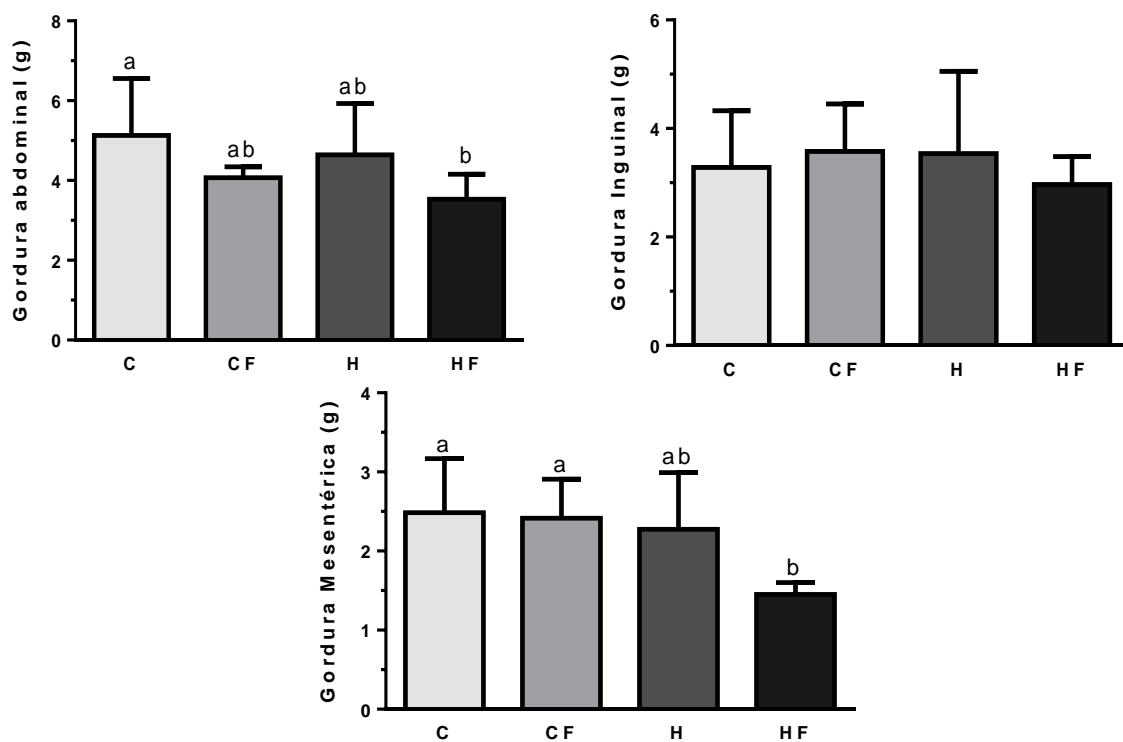 Gordura abdominal (g)
8
6
4
2
0
a
ab
ab
b
C
CF
H
HF
Gordura Inguinal (g)
6
4
2
0
C
CF
H
HF
Gordura Mesentérica (g)
4
3
2
1
0
a
a
ab
b
C
CF
H
HF